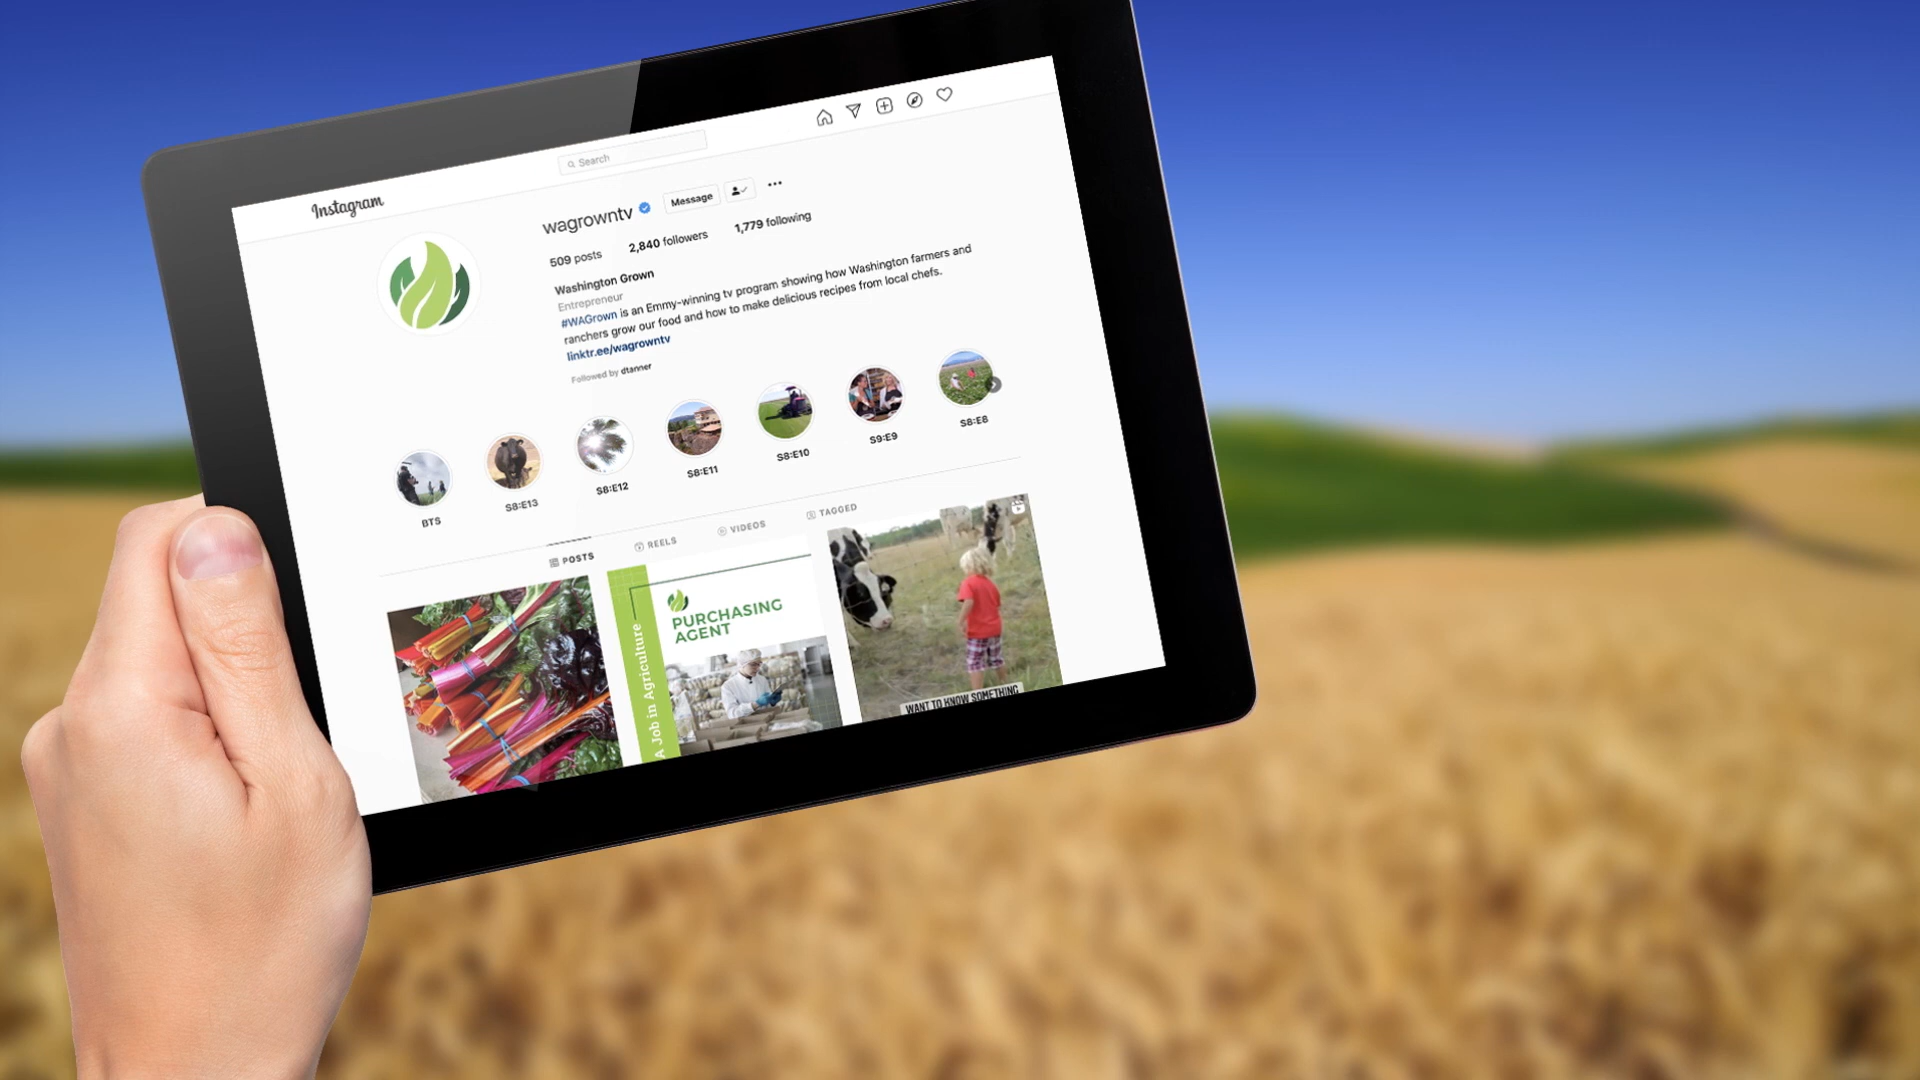 Instagram
Search
wagrowntv
Message
509 posts 2,840 followers 1,779 following
Washington Grown
Entrepreneur
#WAGrown is an Emmy-winning tv program showing how Washington farmers and
ranchers grow our food and how to make delicious recipes from local chefs.
linktr.ee/wagrowntv
Followed by dtanner
BTS
S8:E13
S8:E12
S8:E11
S8:E10
S9:E9
S8:E8
POSTS
REELS
VIDEOS
TAGGED
A Job in Agriculture
PURCHASING
AGENT
WANT TO KNOW SOMETHING